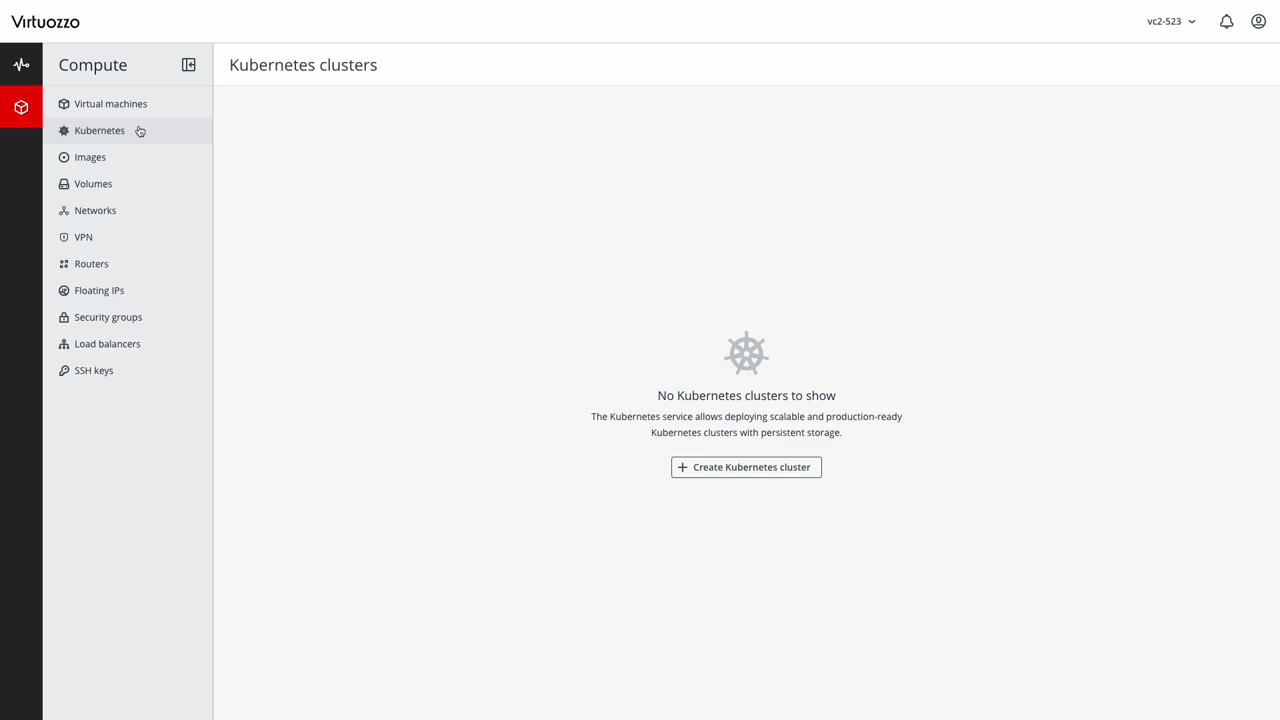 Virtuozzo
vc2-523
Compute
Kubernetes clusters
Virtual machines
Kubernetes
Images
Volumes
Networks
VPN
Routers
Floating IPs
Security groups
Load balancers
SSH keys
No Kubernetes clusters to show
The Kubernetes service allows deploying scalable and production-ready
Kubernetes clusters with persistent storage.
Create Kubernetes cluster